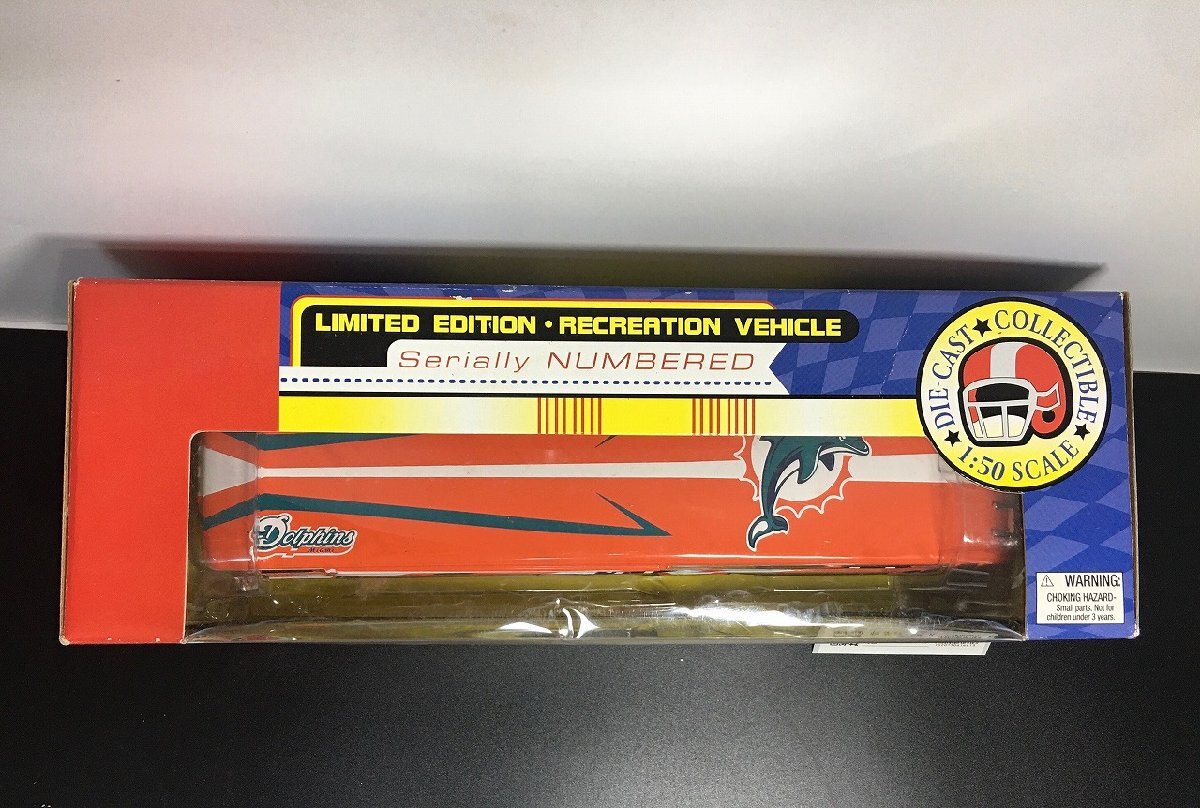 LIMITED EDITION • RECREATION VEHICLE
Serially NUMBERED
DIE-CAST ★ COLLECTIBLE ★ 1:50 SCALE ★
Dolphins
MIAMI
WARNING:
CHOKING HAZARD-
Small parts. Not for
children under 3 years.